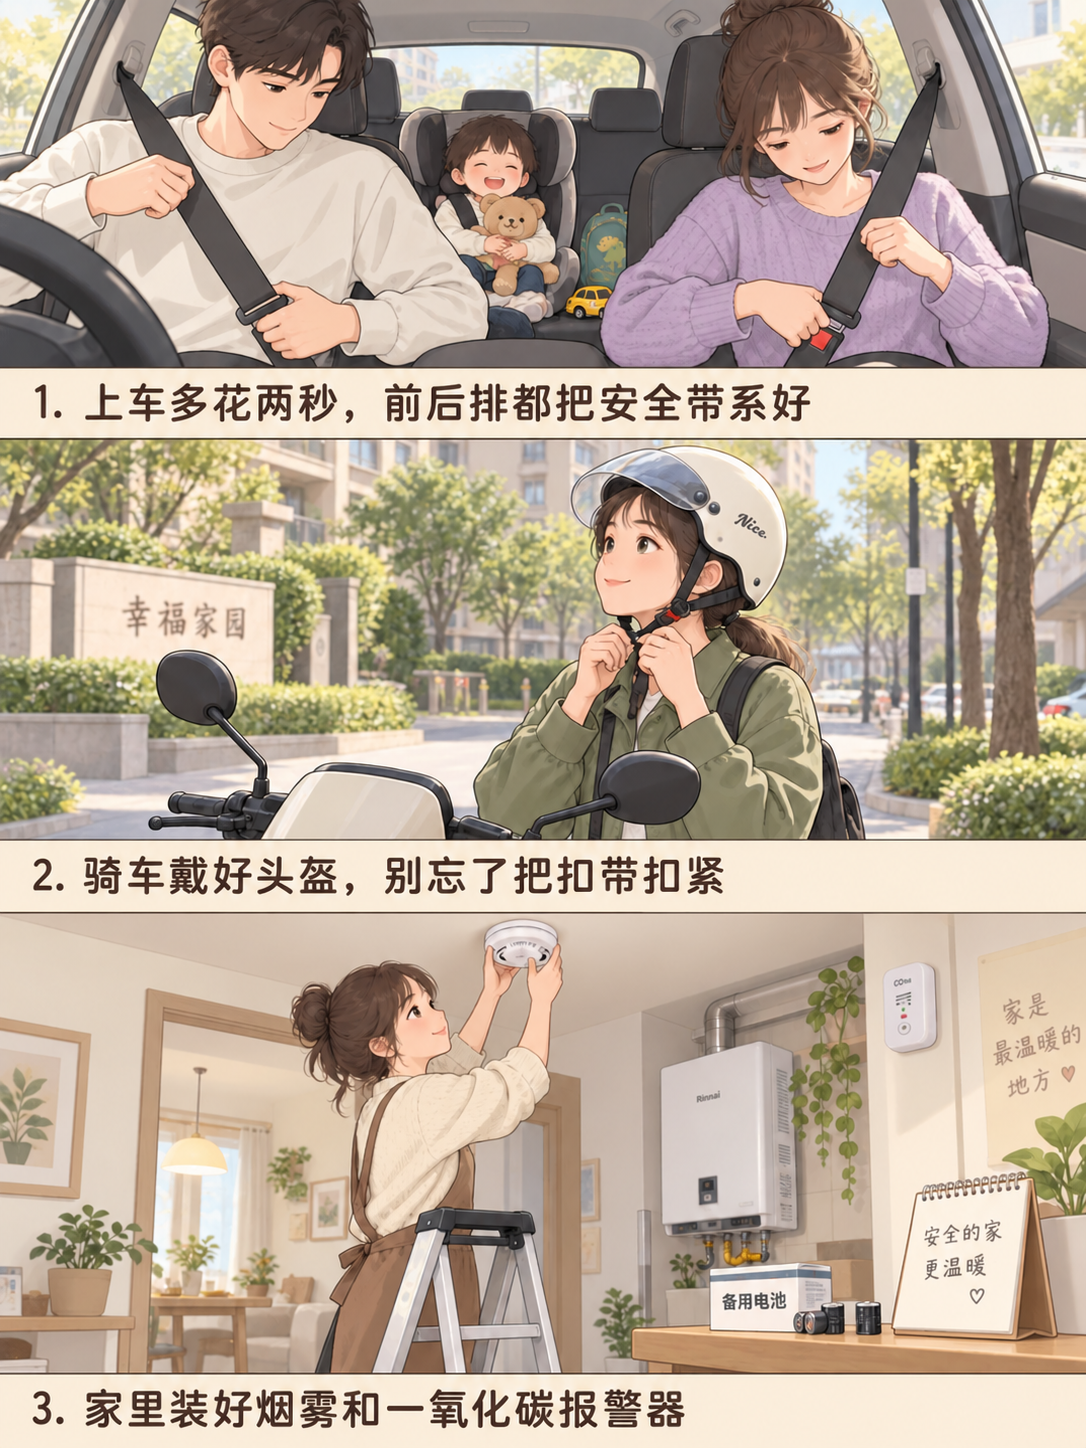 1. 上车多花两秒，前后排都把安全带系好
Nice.
幸福家园
2. 骑车戴好头盔，别忘了把扣带扣紧
Rinnai
家是
最温暖的
地方♡
安全的家
更温暖
♡
备用电池
3. 家里装好烟雾和一氧化碳报警器